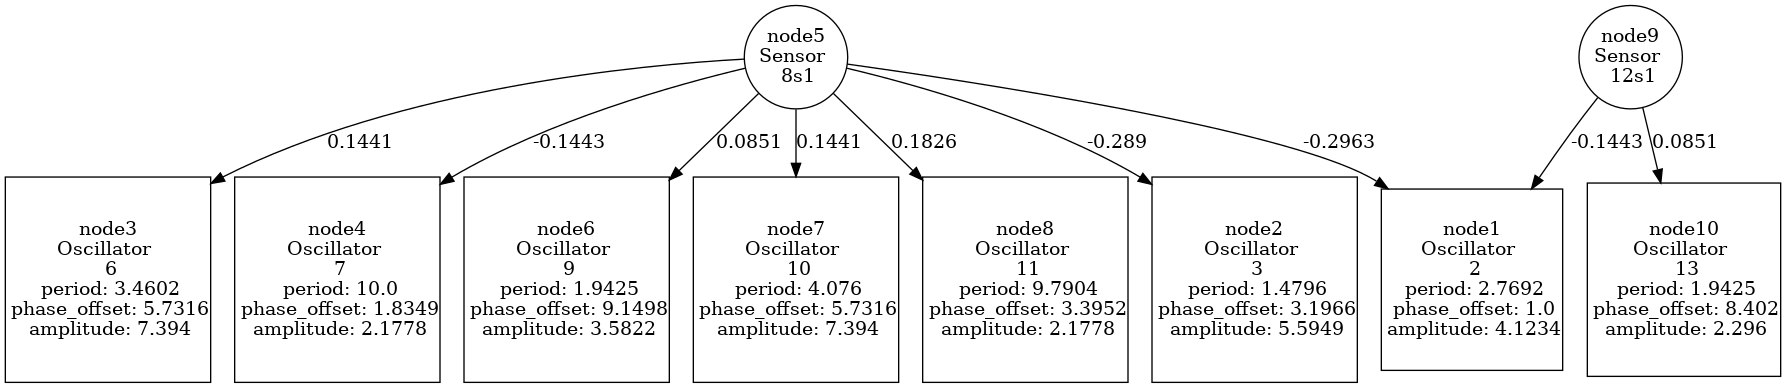 node5
Sensor
8s1
node9
Sensor
12s1
0.1441
-0.1443
0.0851
0.1441
0.1826
-0.289
-0.2963
-0.1443
0.0851
node3
Oscillator
6
period: 3.4602
phase_offset: 5.7316
amplitude: 7.394
node4
Oscillator
7
period: 10.0
phase_offset: 1.8349
amplitude: 2.1778
node6
Oscillator
9
period: 1.9425
phase_offset: 9.1498
amplitude: 3.5822
node7
Oscillator
10
period: 4.076
phase_offset: 5.7316
amplitude: 7.394
node8
Oscillator
11
period: 9.7904
phase_offset: 3.3952
amplitude: 2.1778
node2
Oscillator
3
period: 1.4796
phase_offset: 3.1966
amplitude: 5.5949
node1
Oscillator
2
period: 2.7692
phase_offset: 1.0
amplitude: 4.1234
node10
Oscillator
13
period: 1.9425
phase_offset: 8.402
amplitude: 2.296